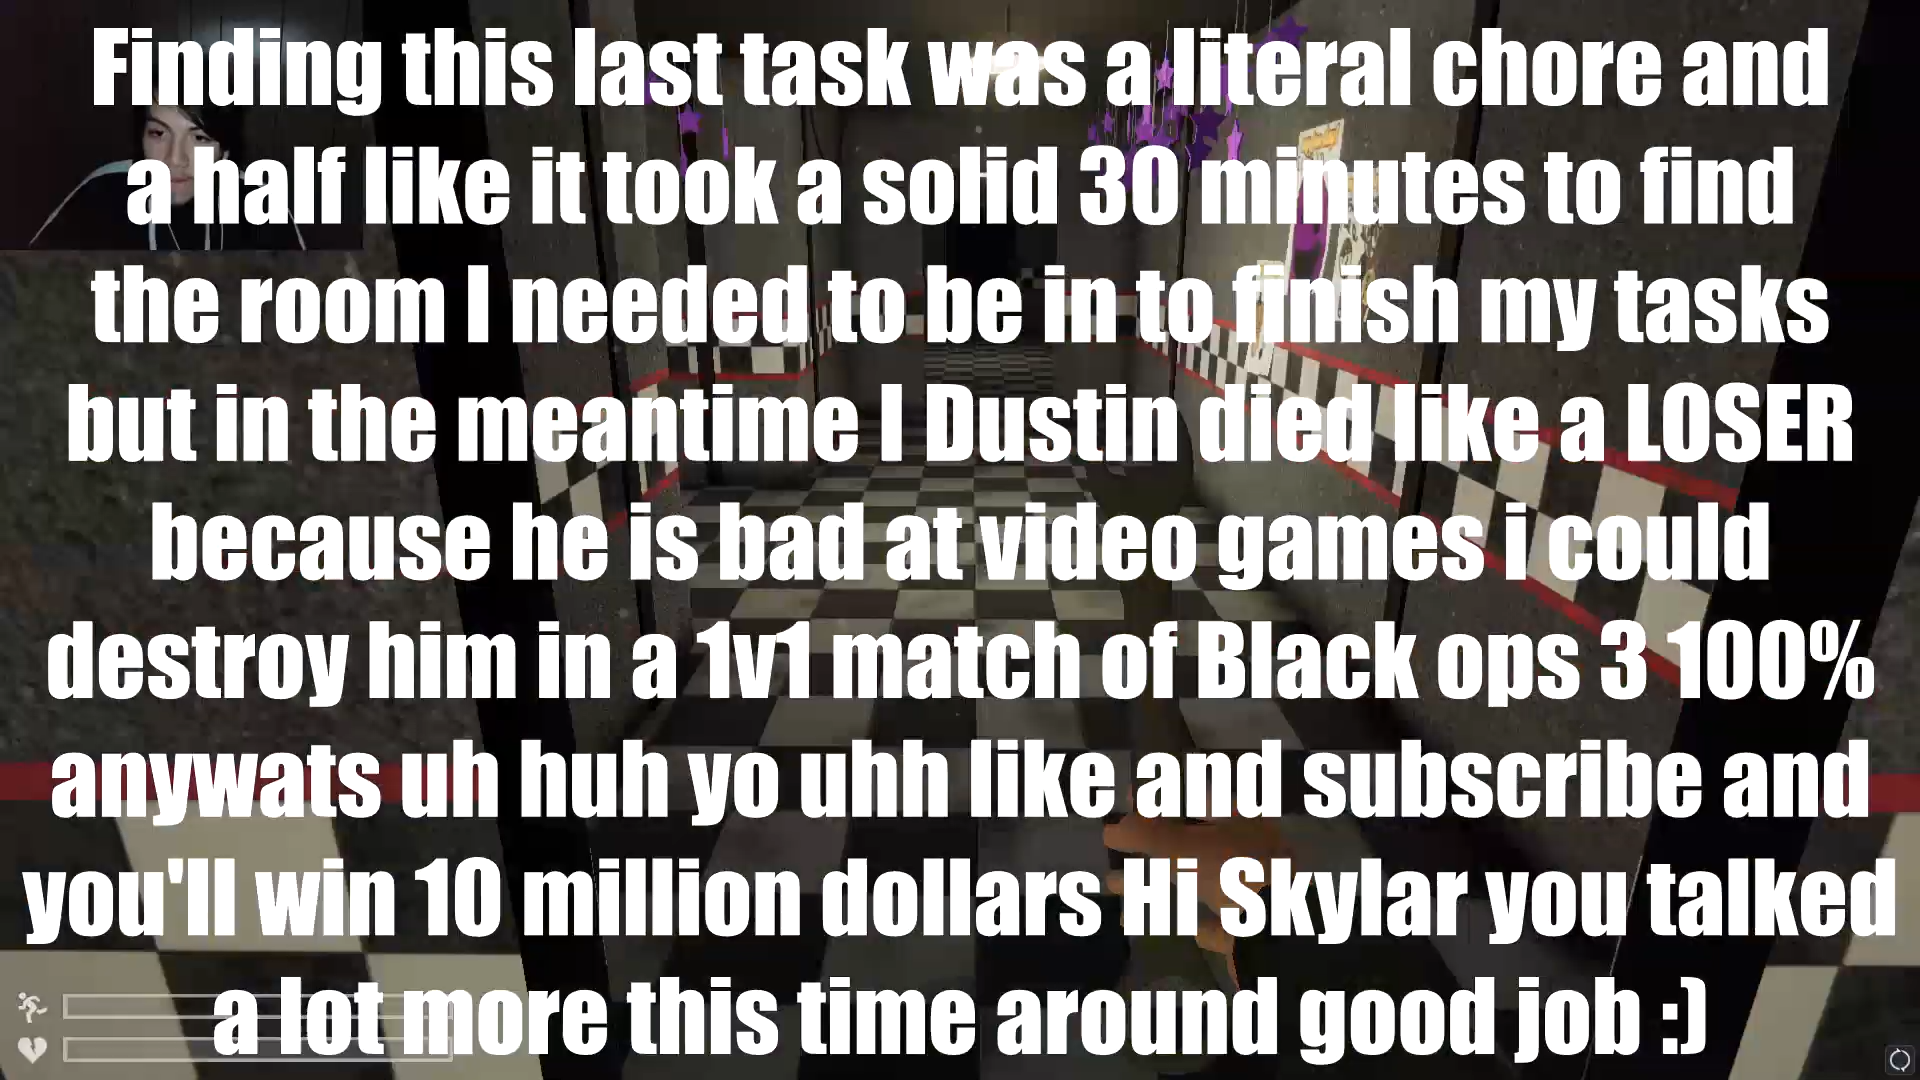 Finding this last task was a literal chore and
a half like it took a solid 30 minutes to find
the room I needed to be in to finish my tasks
but in the meantime I Dustin died like a LOSER
because he is bad at video games i could
destroy him in a 1v1 match of Black ops 3 100%
anywats uh huh yo uhh like and subscribe and
you'll win 10 million dollars Hi Skylar you talked
a lot more this time around good job :)